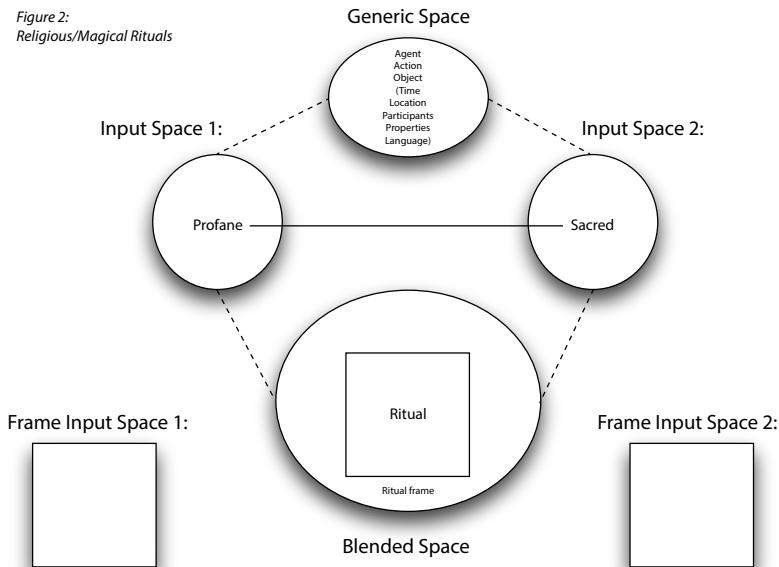 Figure 2:
Religious/Magical Rituals
Generic Space
Agent
Action
Object
(Time
Location
Participants
Properties
Language)
Input Space 1:
Input Space 2:
Profane
Sacred
Ritual
Ritual frame
Frame Input Space 1:
Frame Input Space 2:
Blended Space